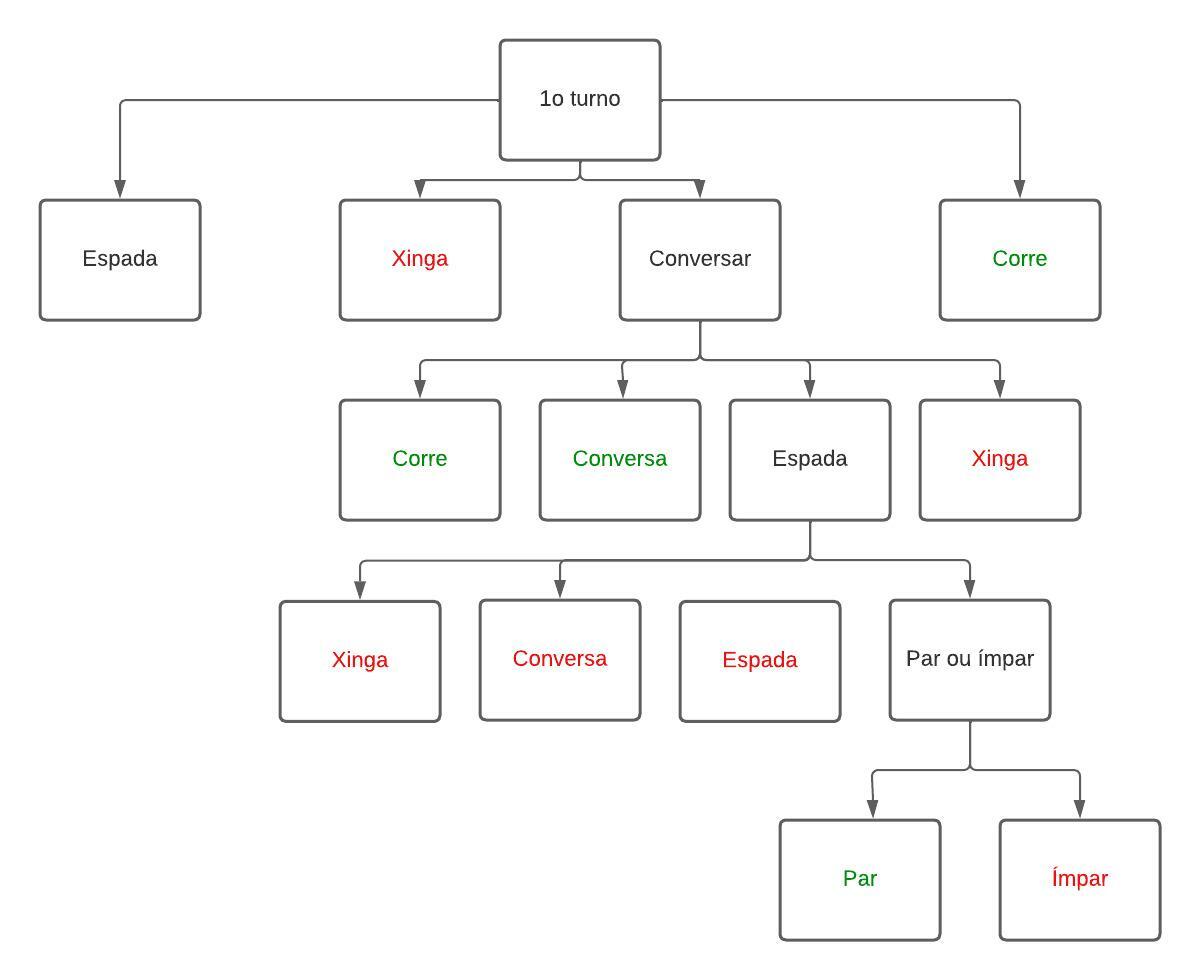 1o turno
Espada
Xinga
Conversar
Corre
Corre
Conversa
Espada
Xinga
Xinga
Conversa
Espada
Par ou ímpar
Par
Ímpar